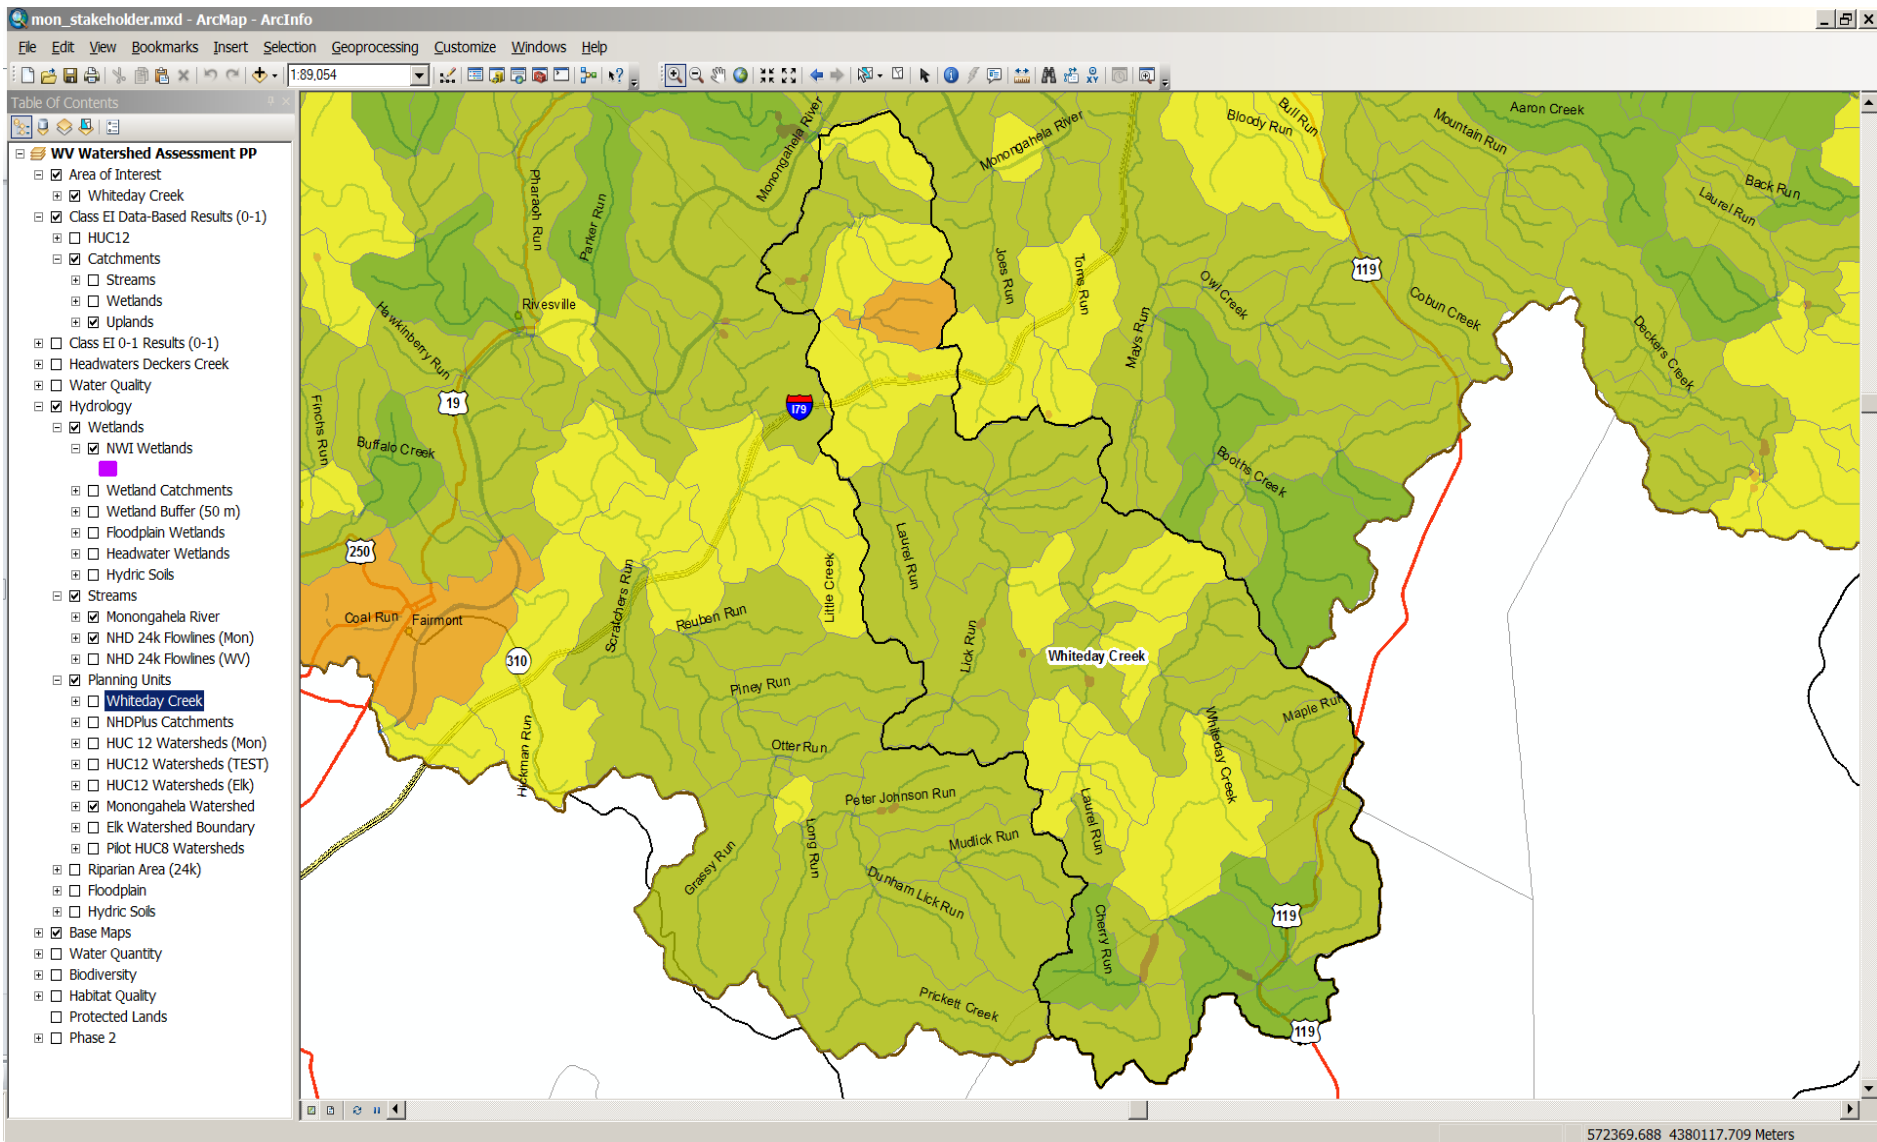 mon_stakeholder.mxd - ArcMap - ArcInfo
File Edit View Bookmarks Insert Selection Geoprocessing Customize Windows Help
1:89,054
Table Of Contents
WV Watershed Assessment PP
Area of Interest
Whiteday Creek
Class EI Data-Based Results (0-1)
HUC12
Catchments
Streams
Wetlands
Uplands
Class EI 0-1 Results (0-1)
Headwaters Deckers Creek
Water Quality
Hydrology
Wetlands
NWI Wetlands
Wetland Catchments
Wetland Buffer (50 m)
Floodplain Wetlands
Headwater Wetlands
Hydric Soils
Streams
Monongahela River
NHD 24k Flowlines (Mon)
NHD 24k Flowlines (WV)
Planning Units
Whiteday Creek
NHDPlus Catchments
HUC 12 Watersheds (Mon)
HUC12 Watersheds (TEST)
HUC12 Watersheds (Elk)
Monongahela Watershed
Elk Watershed Boundary
Pilot HUC8 Watersheds
Riparian Area (24k)
Floodplain
Hydric Soils
Base Maps
Water Quantity
Biodiversity
Habitat Quality
Protected Lands
Phase 2
Monongahela River
Monongahela River
Bloody Run
Bull Run
Mountain Run
Aaron Creek
Back Run
Laurel Run
Pharaoh Run
Parker Run
Joes Run
Toms Run
Owl Creek
119
Cobun Creek
Deckers Creek
Rivesville
Hawkinberry Run
Mays Run
19
I79
Finchs Run
Buffalo Creek
Booths Creek
250
Coal Run
Fairmont
Scratchers Run
Reuben Run
Little Creek
Laurel Run
Lick Run
Whiteday Creek
310
Piney Run
Maple Run
Whiteday Creek
Hickman Run
Otter Run
Peter Johnson Run
Laurel Run
Long Run
Mudlick Run
Grassy Run
Dunham Lick Run
Cherry Run
119
Prickett Creek
119
572369.688 4380117.709 Meters